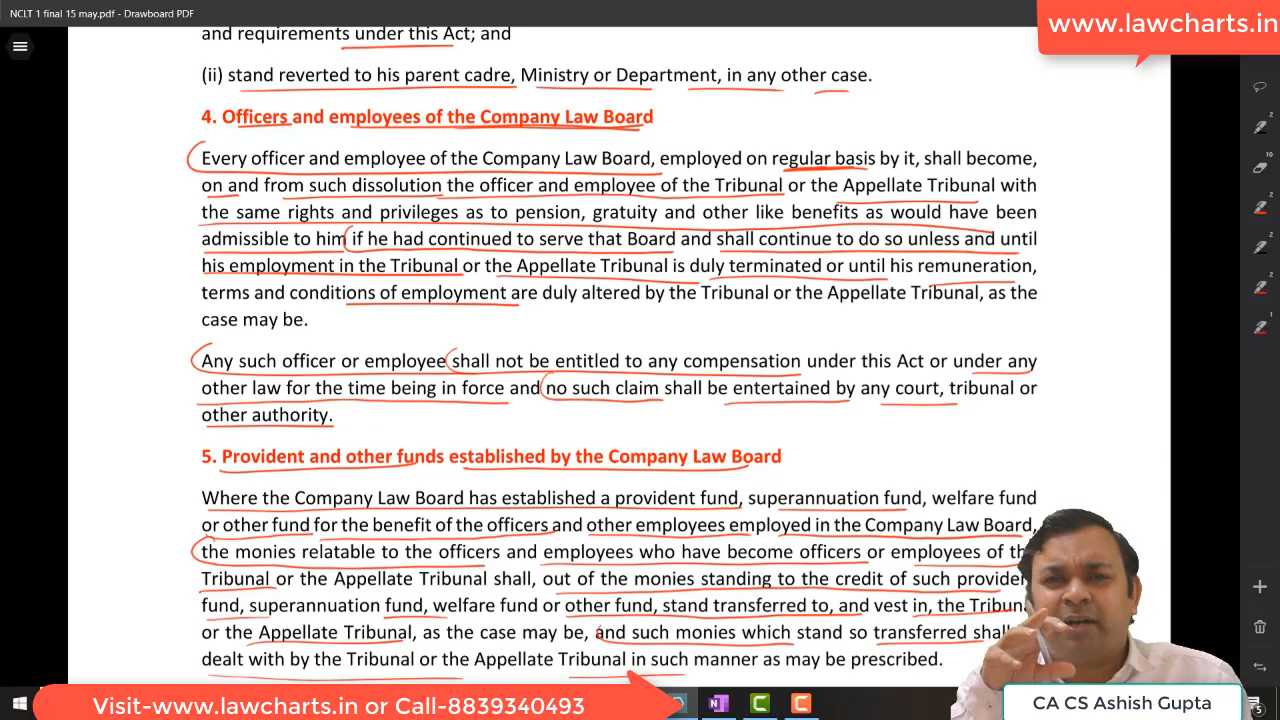 NCLT 1 final 15 may.pdf - Drawboard PDF
www.lawcharts.in
and requirements under this Act; and
(ii) stand reverted to his parent cadre, Ministry or Department, in any other case.
4. Officers and employees of the Company Law Board
Every officer and employee of the Company Law Board, employed on regular basis by it, shall become,
on and from such dissolution the officer and employee of the Tribunal or the Appellate Tribunal with
the same rights and privileges as to pension, gratuity and other like benefits as would have been
admissible to him if he had continued to serve that Board and shall continue to do so unless and until
his employment in the Tribunal or the Appellate Tribunal is duly terminated or until his remuneration,
terms and conditions of employment are duly altered by the Tribunal or the Appellate Tribunal, as the
case may be.
Any such officer or employee shall not be entitled to any compensation under this Act or under any
other law for the time being in force and no such claim shall be entertained by any court, tribunal or
other authority.
5. Provident and other funds established by the Company Law Board
Where the Company Law Board has established a provident fund, superannuation fund, welfare fund
or other fund for the benefit of the officers and other employees employed in the Company Law Board,
the monies relatable to the officers and employees who have become officers or employees of
Tribunal or the Appellate Tribunal shall, out of the monies standing to the credit of such
fund, superannuation fund, welfare fund or other fund, stand transferred to, and vest in, the
or the Appellate Tribunal, as the case may be, and such monies which stand so transferred
dealt with by the Tribunal or the Appellate Tribunal in such manner as may be prescribed.
Visit-www.lawcharts.in or Call-8839340493
CA CS Ashish Gupta